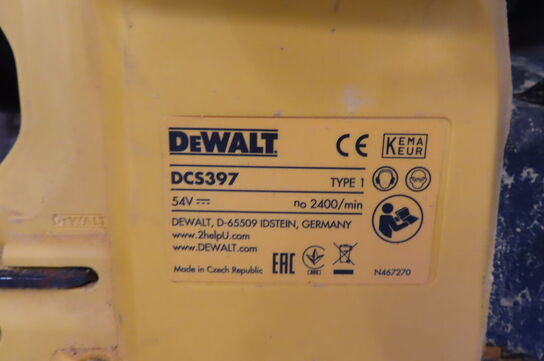 DEWALT
CE KEMA KEUR
DCS397 TYPE 1
54V no 2400/min
DEWALT, D-65509 IDSTEIN, GERMANY
www.2helpU.com
www.DEWALT.com
Made in Czech Republic EAC N467270
DEWALT